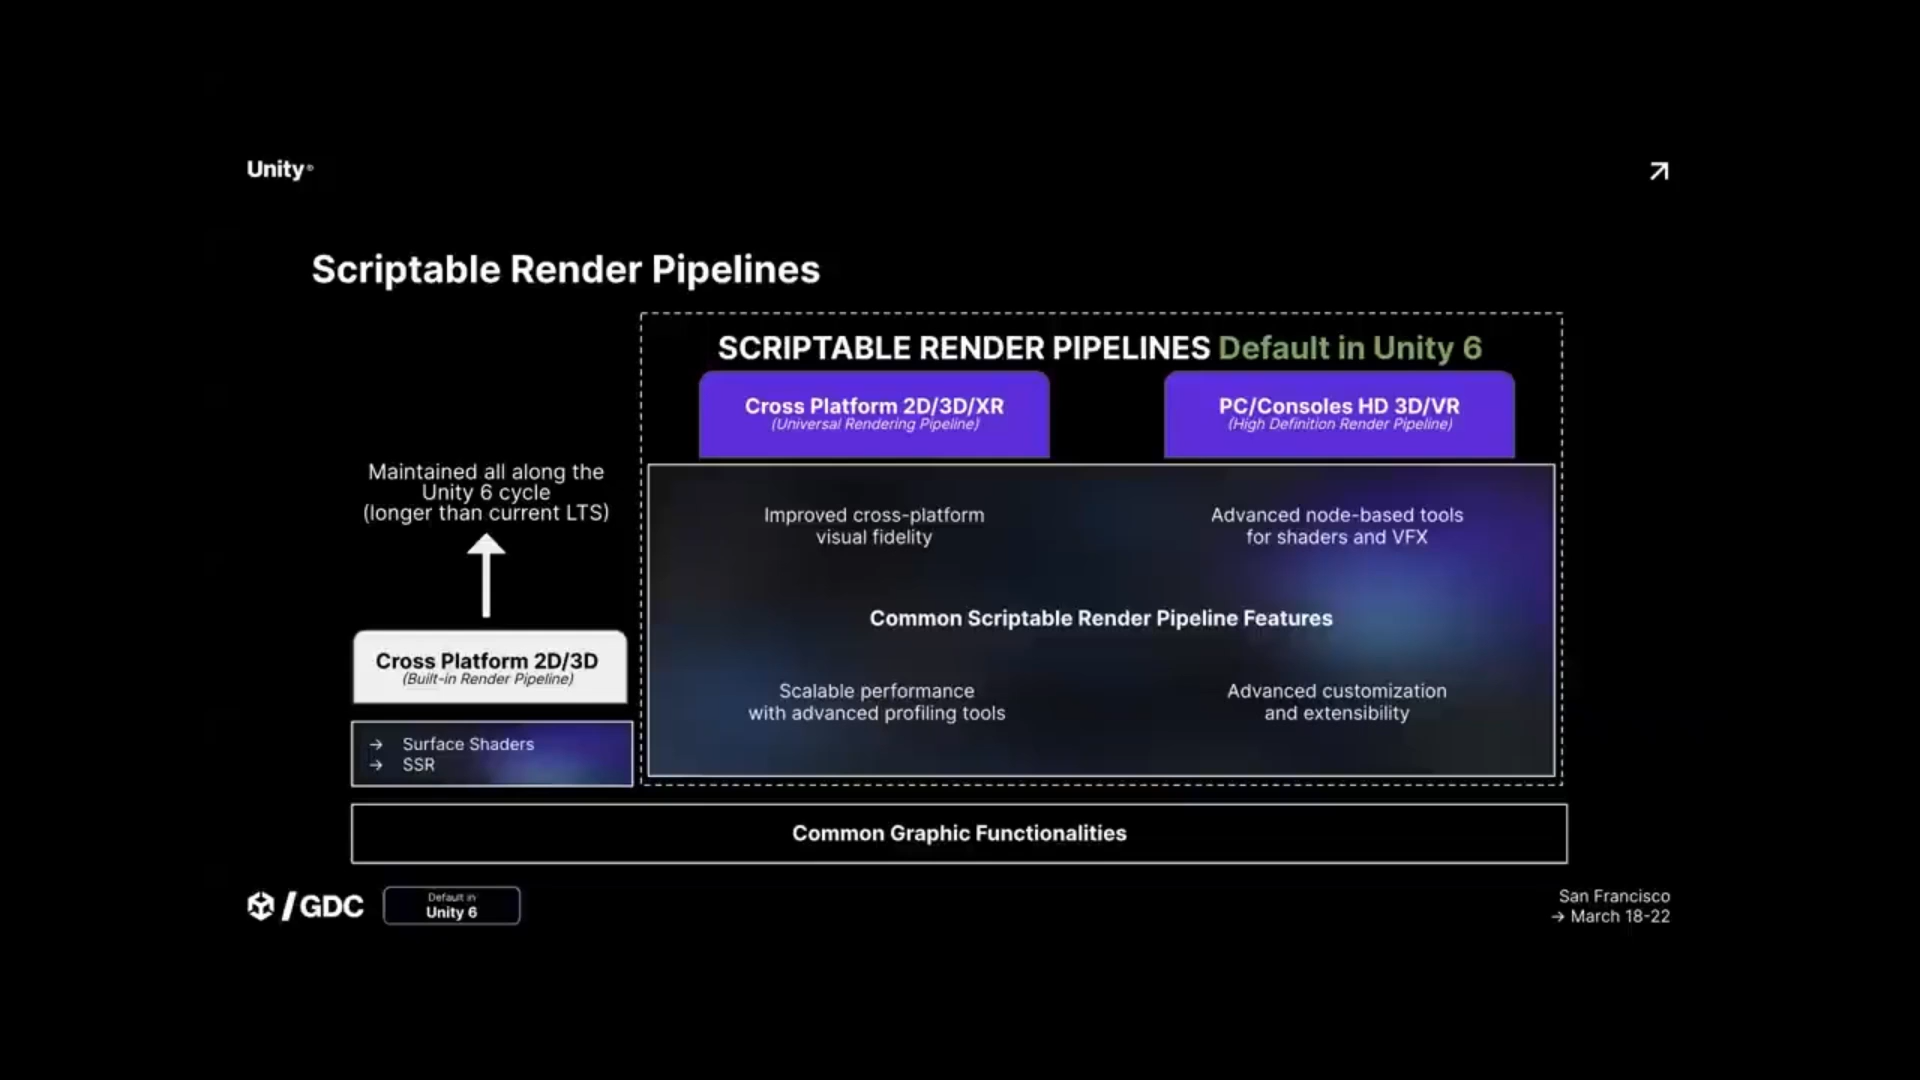 Unity®
Scriptable Render Pipelines
SCRIPTABLE RENDER PIPELINES Default in Unity 6
Cross Platform 2D/3D/XR
(Universal Rendering Pipeline)
PC/Consoles HD 3D/VR
(High Definition Render Pipeline)
Maintained all along the
Unity 6 cycle
(longer than current LTS)
Improved cross-platform
visual fidelity
Advanced node-based tools
for shaders and VFX
Common Scriptable Render Pipeline Features
Cross Platform 2D/3D
(Built-in Render Pipeline)
Scalable performance
with advanced profiling tools
Advanced customization
and extensibility
→ Surface Shaders
→ SSR
Common Graphic Functionalities
/GDC
Default in
Unity 6
San Francisco
→ March 18-22